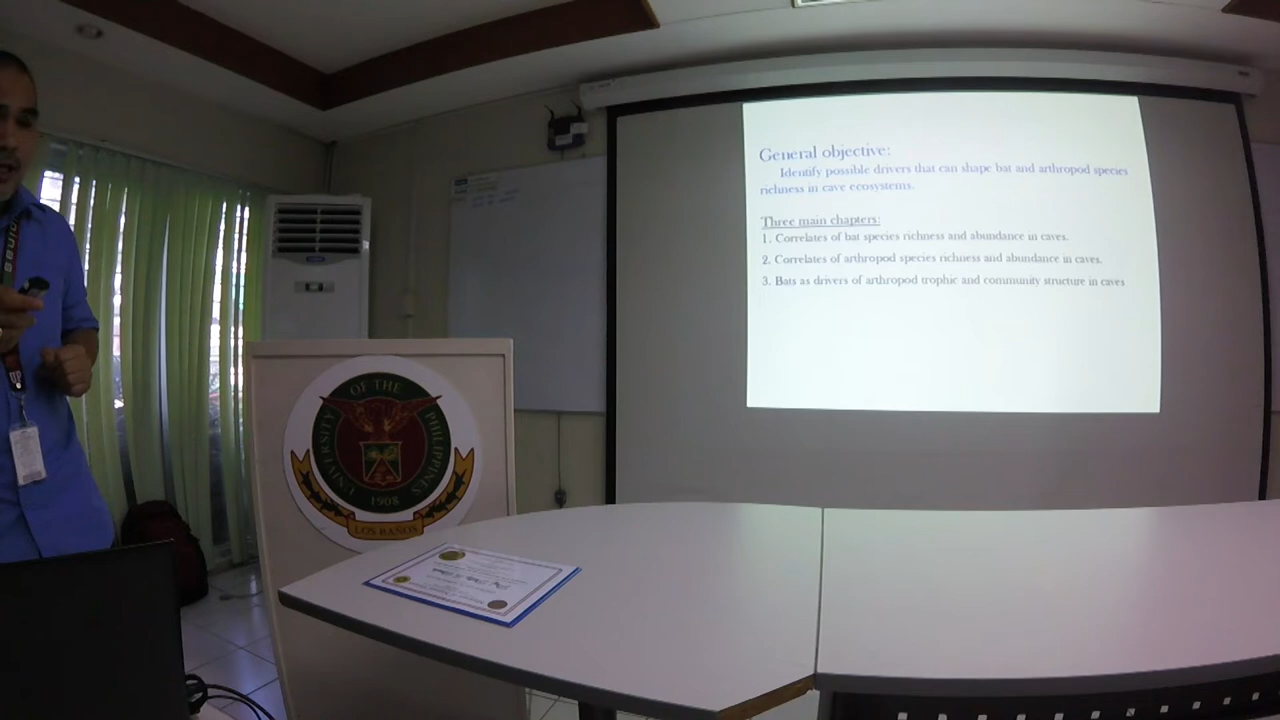 General objective:
Identify possible drivers that can shape bat and arthropod species
richness in cave ecosystems.
Three main chapters:
1. Correlates of bat species richness and abundance in caves.
2. Correlates of arthropod species richness and abundance in caves.
3. Bats as drivers of arthropod trophic and community structure in caves
UNIVERSITY OF THE PHILIPPINES
1908
LOS BAÑOS
UP